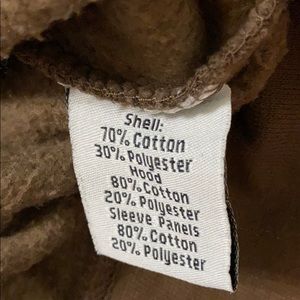 Shell:
70% Cotton
30% Polyester
Hood
80% Cotton
20% Polyester
Sleeve Panels
80% Cotton
20% Polyester